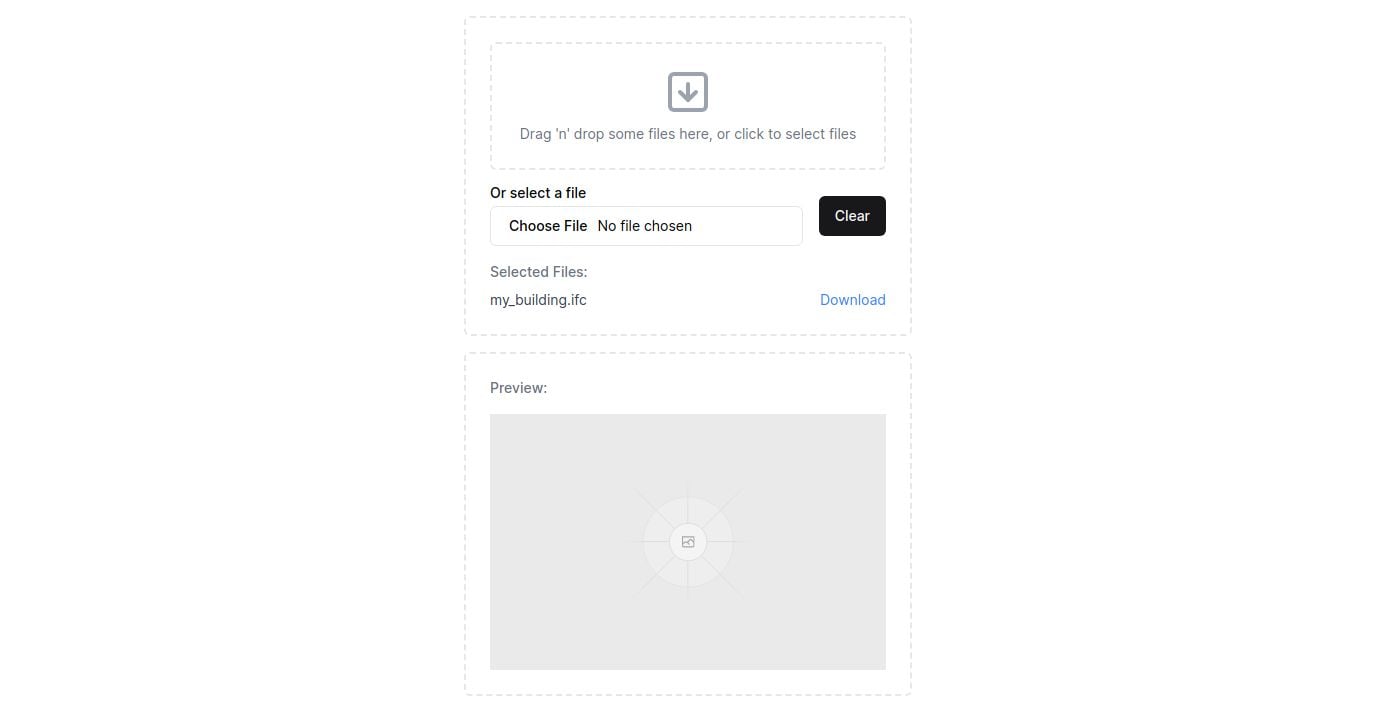 Drag 'n' drop some files here, or click to select files
Or select a file
Choose File No file chosen
Clear
Selected Files:
my_building.ifc
Download
Preview: